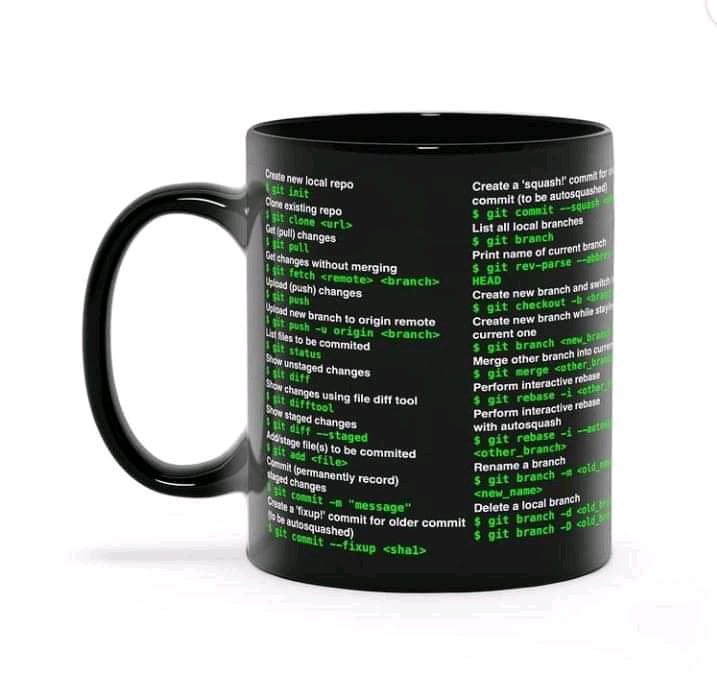 Create new local repo
$ git init
Clone existing repo
$ git clone <url>
Get (pull) changes
$ git pull
Get changes without merging
$ git fetch <remote> <branch>
Upload (push) changes
$ git push
Upload new branch to origin remote
$ git push -u origin <branch>
List files to be commited
$ git status
Show unstaged changes
$ git diff
Show changes using file diff tool
$ git difftool
Show staged changes
$ git diff --staged
Add/stage file(s) to be commited
$ git add <file>
Commit (permanently record)
staged changes
$ git commit -m "message"
Create a 'fixup!' commit for older commit
(to be autosquashed)
$ git commit --fixup <sha1>
Create a 'squash!' commit for
commit (to be autosquashed)
$ git commit --squash
List all local branches
$ git branch
Print name of current branch
$ git rev-parse
HEAD
Create new branch and switch
$ git checkout -b
Create new branch while
current one
$ git branch
Merge other branch into
$ git merge
Perform interactive rebase
$ git rebase -i
Perform interactive rebase
with autosquash
$ git rebase -i
<other_branch>
Rename a branch
$ git branch -m
<new_name>
Delete a local branch
$ git branch -d
$ git branch -D